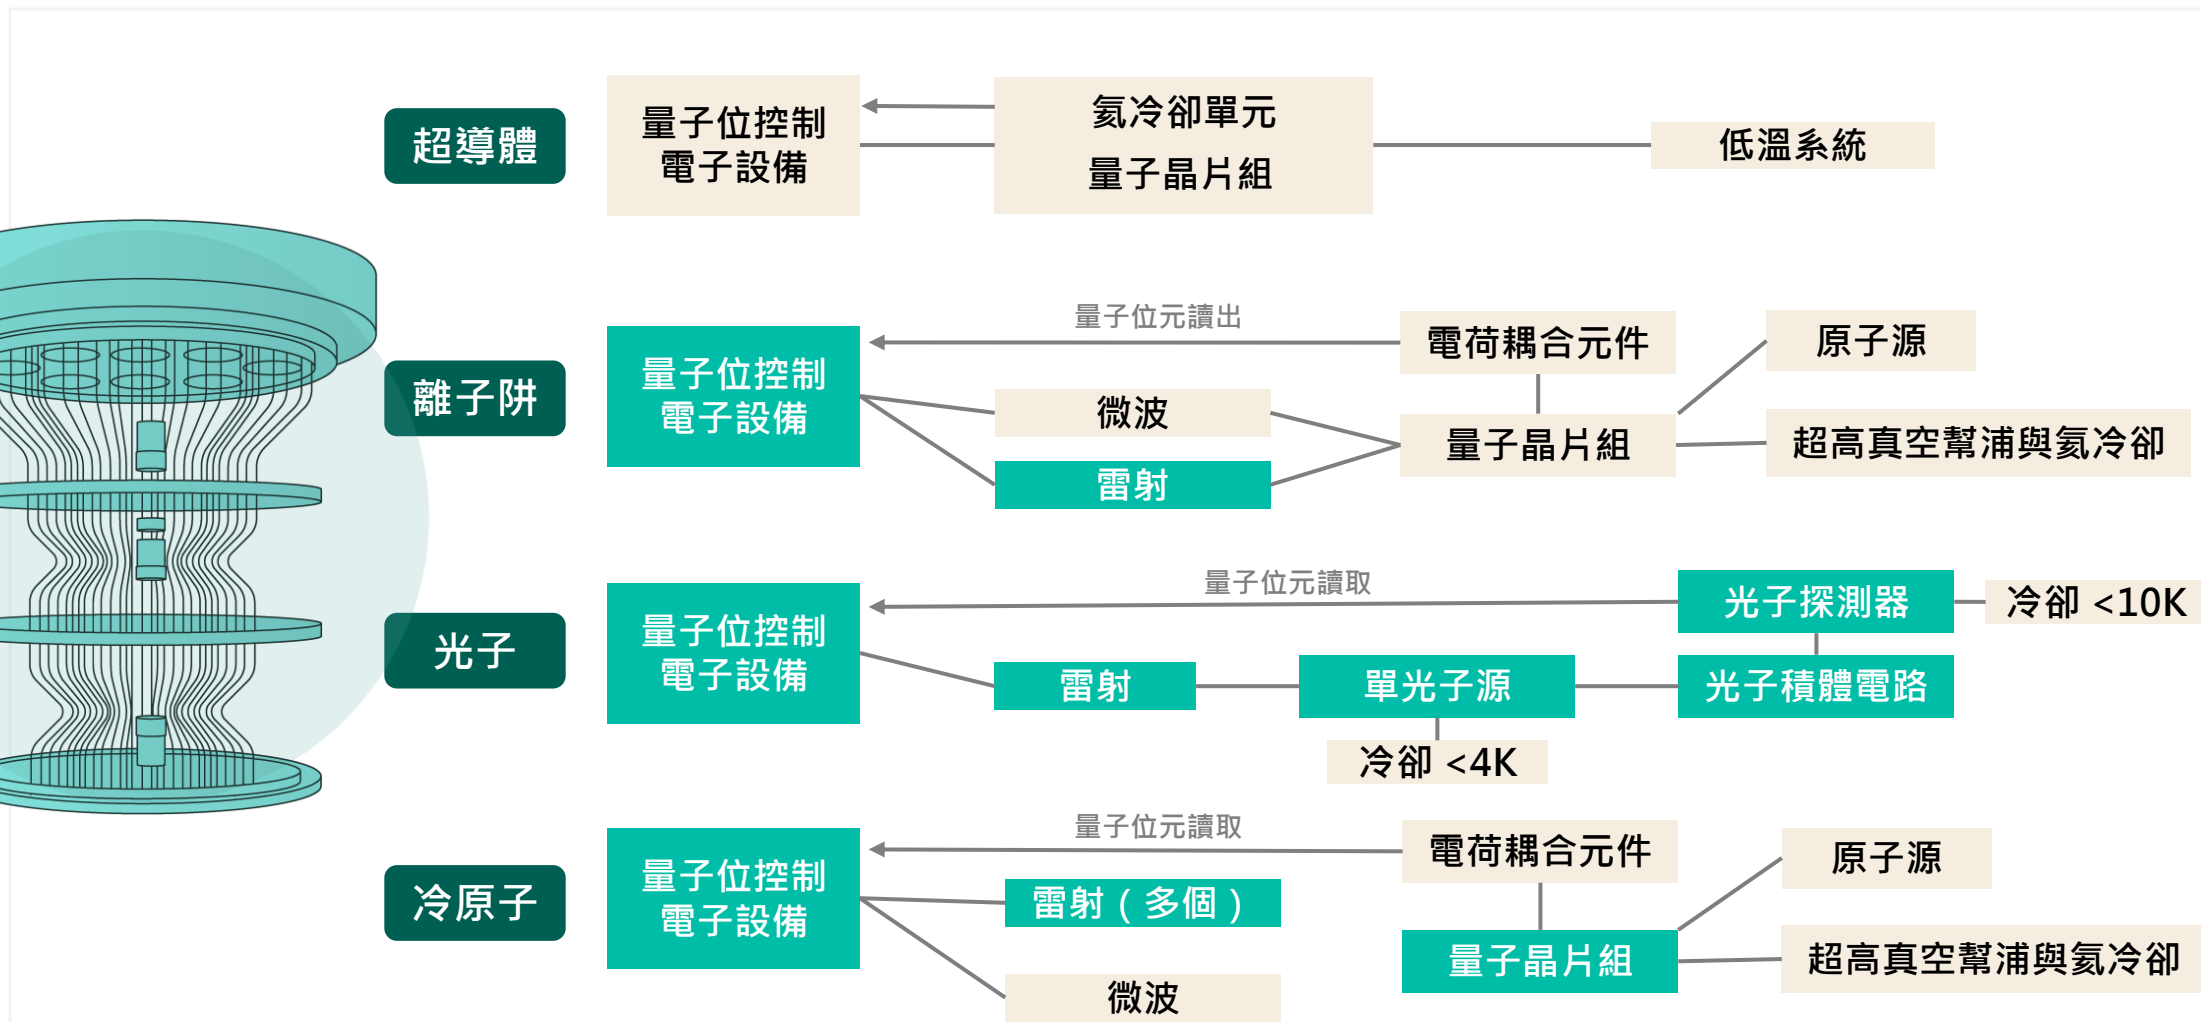 超導體
量子位控制
電子設備
氦冷卻單元
量子晶片組
低溫系統
離子阱
量子位控制
電子設備
量子位元讀出
微波
雷射
電荷耦合元件
量子晶片組
原子源
超高真空幫浦與氦冷卻
光子
量子位控制
電子設備
量子位元讀取
雷射
單光子源
冷卻 <4K
光子探測器
光子積體電路
冷卻 <10K
冷原子
量子位控制
電子設備
量子位元讀取
雷射（多個）
微波
電荷耦合元件
量子晶片組
原子源
超高真空幫浦與氦冷卻